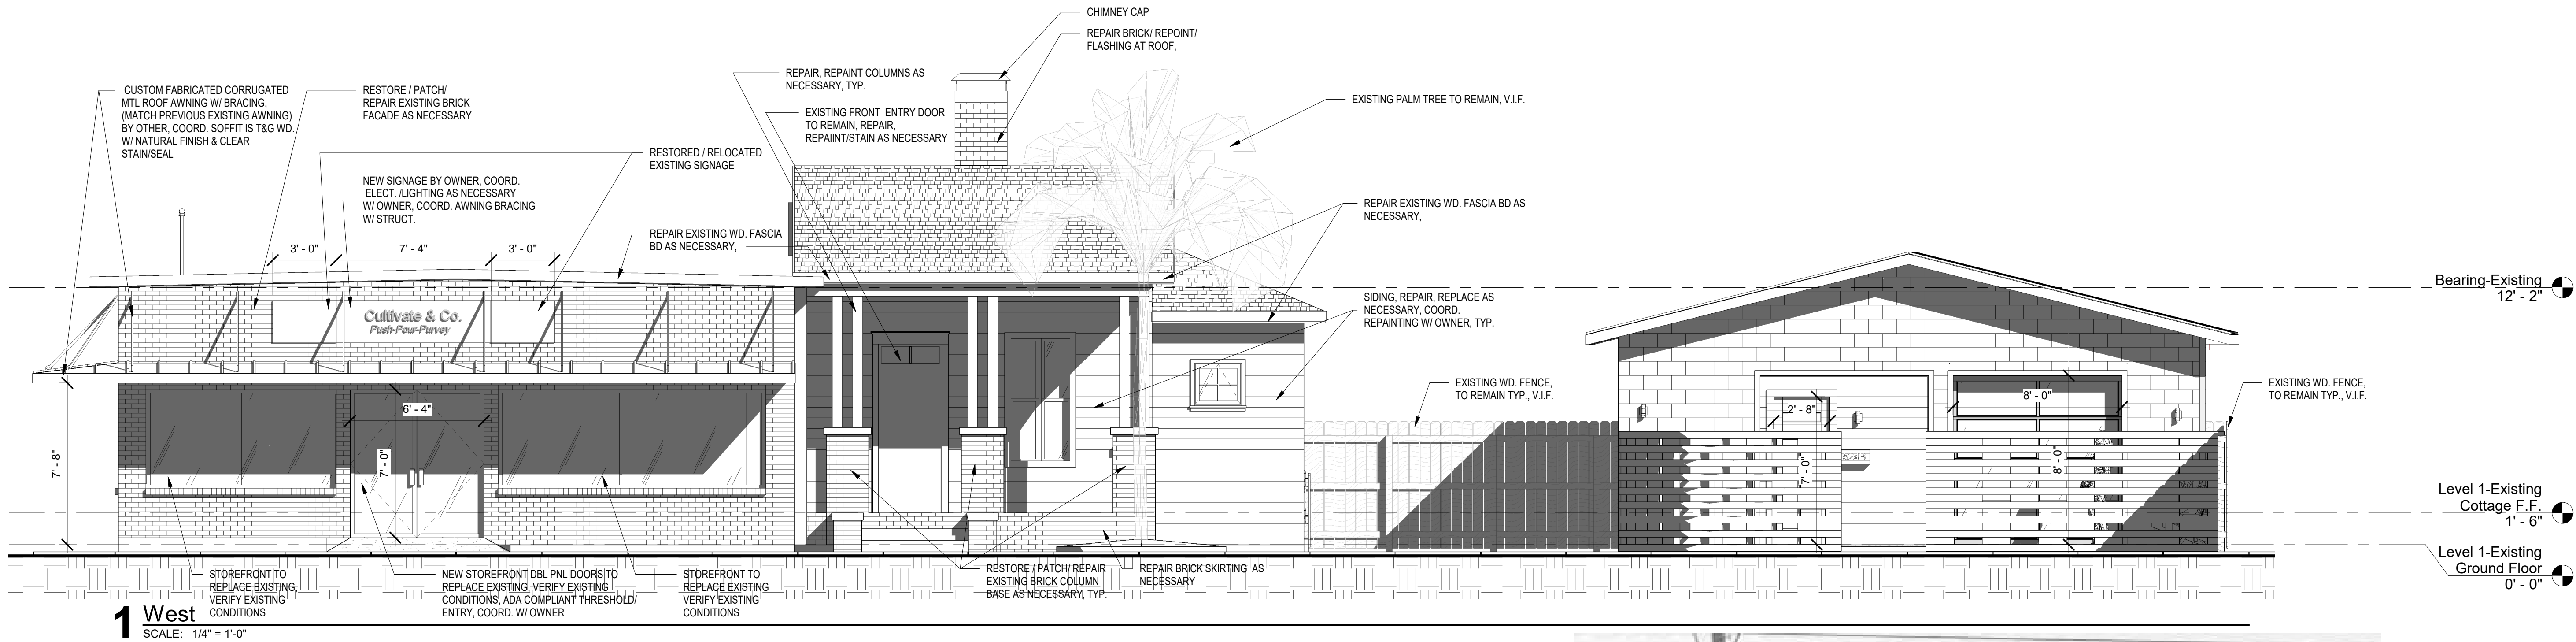 CHIMNEY CAP
REPAIR BRICK/ REPOINT/
FLASHING AT ROOF,
REPAIR, REPAINT COLUMNS AS
NECESSARY, TYP.
EXISTING FRONT ENTRY DOOR
TO REMAIN, REPAIR,
REPAINT/STAIN AS NECESSARY
EXISTING PALM TREE TO REMAIN, V.I.F.
CUSTOM FABRICATED CORRUGATED
MTL ROOF AWNING W/ BRACING,
(MATCH PREVIOUS EXISTING AWNING)
BY OTHER, COORD. SOFFIT IS T&G WD.
W/ NATURAL FINISH & CLEAR
STAIN/SEAL
RESTORE / PATCH/
REPAIR EXISTING BRICK
FACADE AS NECESSARY
RESTORED / RELOCATED
EXISTING SIGNAGE
NEW SIGNAGE BY OWNER, COORD.
ELECT. /LIGHTING AS NECESSARY
W/ OWNER, COORD. AWNING BRACING
W/ STRUCT.
REPAIR EXISTING WD. FASCIA
BD AS NECESSARY,
REPAIR EXISTING WD. FASCIA BD AS
NECESSARY,
3' - 0"
7' - 4"
3' - 0"
Cultivate & Co.
Push-Pour-Purvey
SIDING, REPAIR, REPLACE AS
NECESSARY, COORD.
REPAINTING W/ OWNER, TYP.
Bearing-Existing
12' - 2"
EXISTING WD. FENCE,
TO REMAIN TYP., V.I.F.
EXISTING WD. FENCE,
TO REMAIN TYP., V.I.F.
6' - 4"
7' - 0"
7' - 8"
2' - 8"
7' - 0"
524B
8' - 0"
8' - 0"
Level 1-Existing
Cottage F.F.
1' - 6"
Level 1-Existing
Ground Floor
0' - 0"
STOREFRONT TO
REPLACE EXISTING,
VERIFY EXISTING
CONDITIONS
NEW STOREFRONT DBL PNL DOORS TO
REPLACE EXISTING, VERIFY EXISTING
CONDITIONS, ADA COMPLIANT THRESHOLD/
ENTRY, COORD. W/ OWNER
STOREFRONT TO
REPLACE EXISTING
VERIFY EXISTING
CONDITIONS
RESTORE / PATCH/ REPAIR
EXISTING BRICK COLUMN
BASE AS NECESSARY, TYP.
REPAIR BRICK SKIRTING AS
NECESSARY
1 West
SCALE: 1/4" = 1'-0"